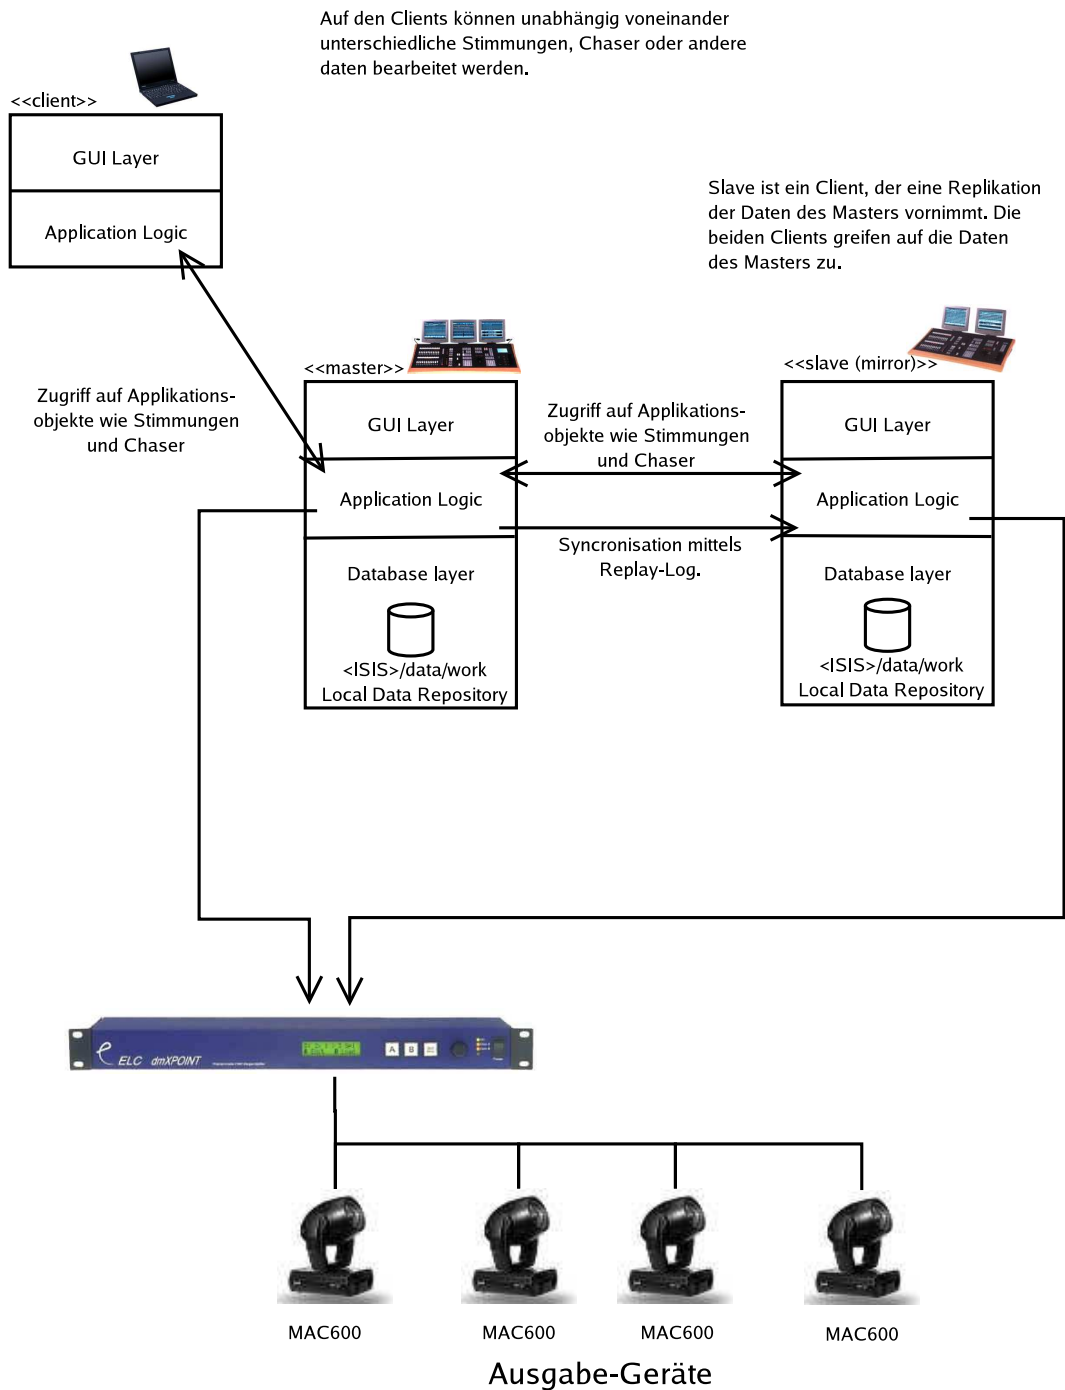 Auf den Clients können unabhängig voneinander
unterschiedliche Stimmungen, Chaser oder andere
daten bearbeitet werden.
<<client>>
GUI Layer
Application Logic
Slave ist ein Client, der eine Replikation
der Daten des Masters vornimmt. Die
beiden Clients greifen auf die Daten
des Masters zu.
<<master>>
<<slave (mirror)>>
Zugriff auf Applikations-
objekte wie Stimmungen
und Chaser
GUI Layer
Application Logic
Database layer
<ISIS>/data/work
Local Data Repository
Zugriff auf Applikations-
objekte wie Stimmungen
und Chaser
Syncronisation mittels
Replay-Log.
GUI Layer
Application Logic
Database layer
<ISIS>/data/work
Local Data Repository
ELC dmXPOINT
A B
MAC600
MAC600
MAC600
MAC600
Ausgabe-Geräte